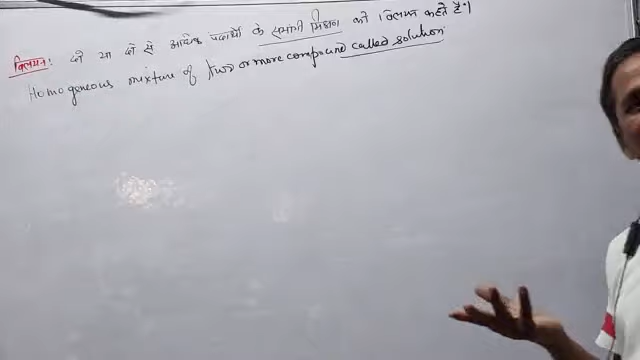 विलयन: दो या दो से अधिक पदार्थो के समांगी मिश्रण को विलयन कहते है।
Homogeneous mixture of two or more compound called solution